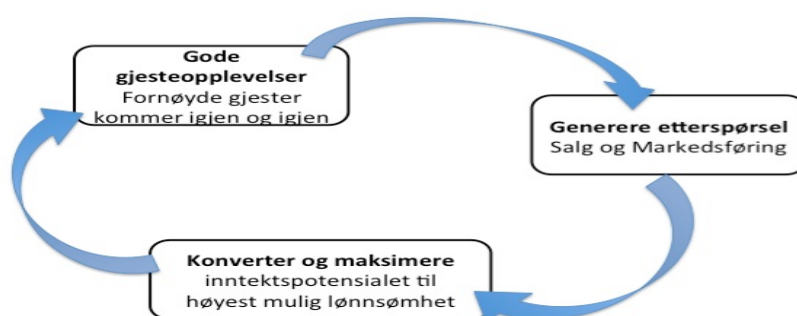 Gode
gjesteopplevelser
Fornøyde gjester
kommer igjen og igjen
Generere etterspørsel
Salg og Markedsføring
Konverter og maksimere
inntektspotensialet til
høyest mulig lønnsomhet